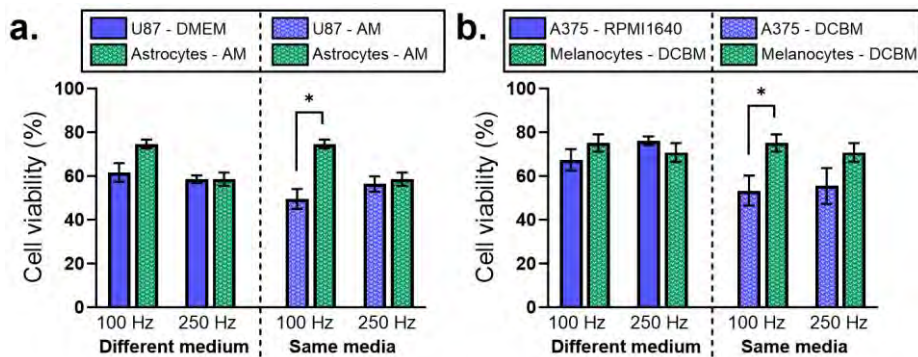 a.
U87 - DMEM
Astrocytes - AM
U87 - AM
Astrocytes - AM
Cell viability (%)
100
80
60
40
20
0
*
100 Hz 250 Hz 100 Hz 250 Hz
Different medium Same media
b.
A375 - RPMI1640
Melanocytes - DCBM
A375 - DCBM
Melanocytes - DCBM
Cell viability (%)
100
80
60
40
20
0
*
100 Hz 250 Hz 100 Hz 250 Hz
Different medium Same media